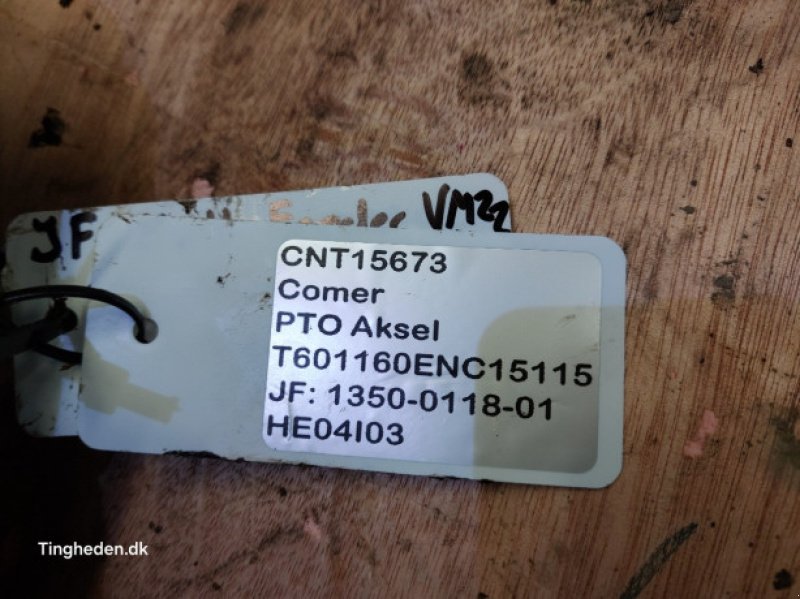 JF
VM22
CNT15673
Comer
PTO Aksel
T601160ENC15115
JF: 1350-0118-01
HE04I03
Tingheden.dk